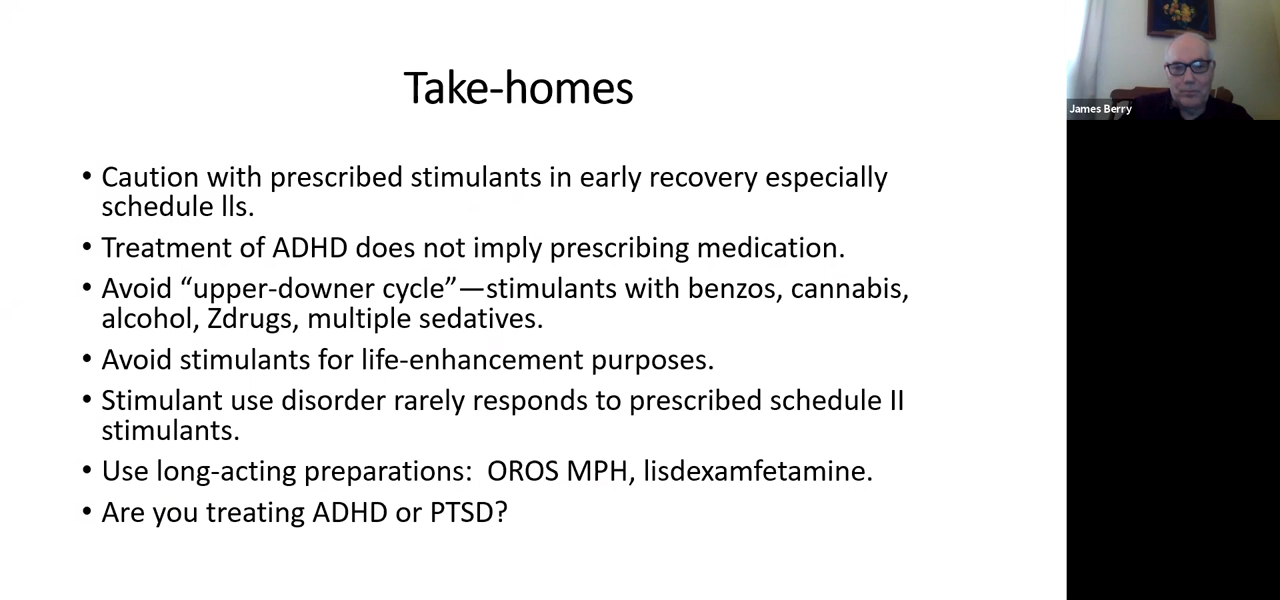 Take-homes
• Caution with prescribed stimulants in early recovery especially
schedule lls.
• Treatment of ADHD does not imply prescribing medication.
• Avoid “upper-downer cycle”—stimulants with benzos, cannabis,
alcohol, Zdrugs, multiple sedatives.
• Avoid stimulants for life-enhancement purposes.
• Stimulant use disorder rarely responds to prescribed schedule II
stimulants.
• Use long-acting preparations:  OROS MPH, lisdexamfetamine.
• Are you treating ADHD or PTSD?
James Berry